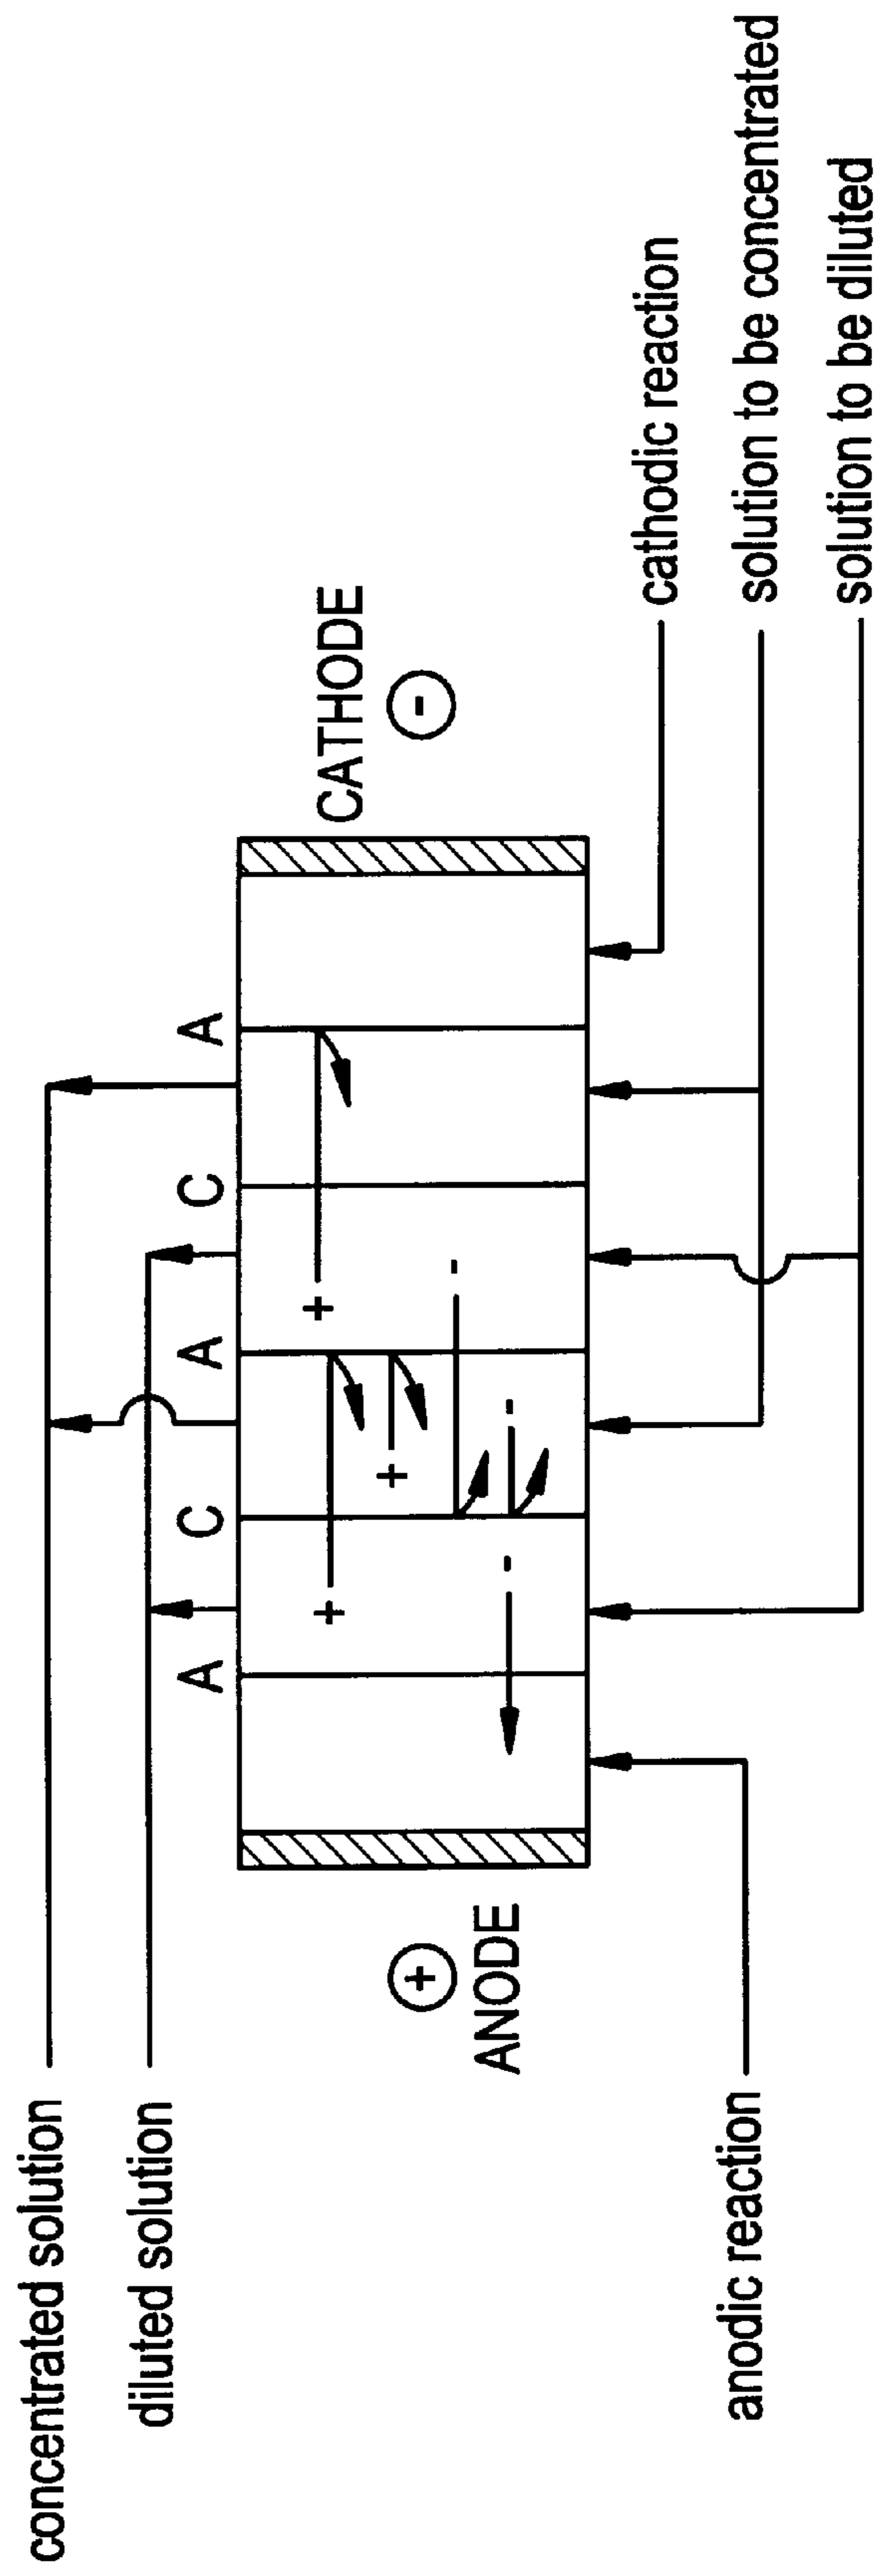 concentrated solution
diluted solution
A
C
A
C
A
+
ANODE
CATHODE
-
+
+
+
-
-
-
anodic reaction
cathodic reaction
solution to be concentrated
solution to be diluted